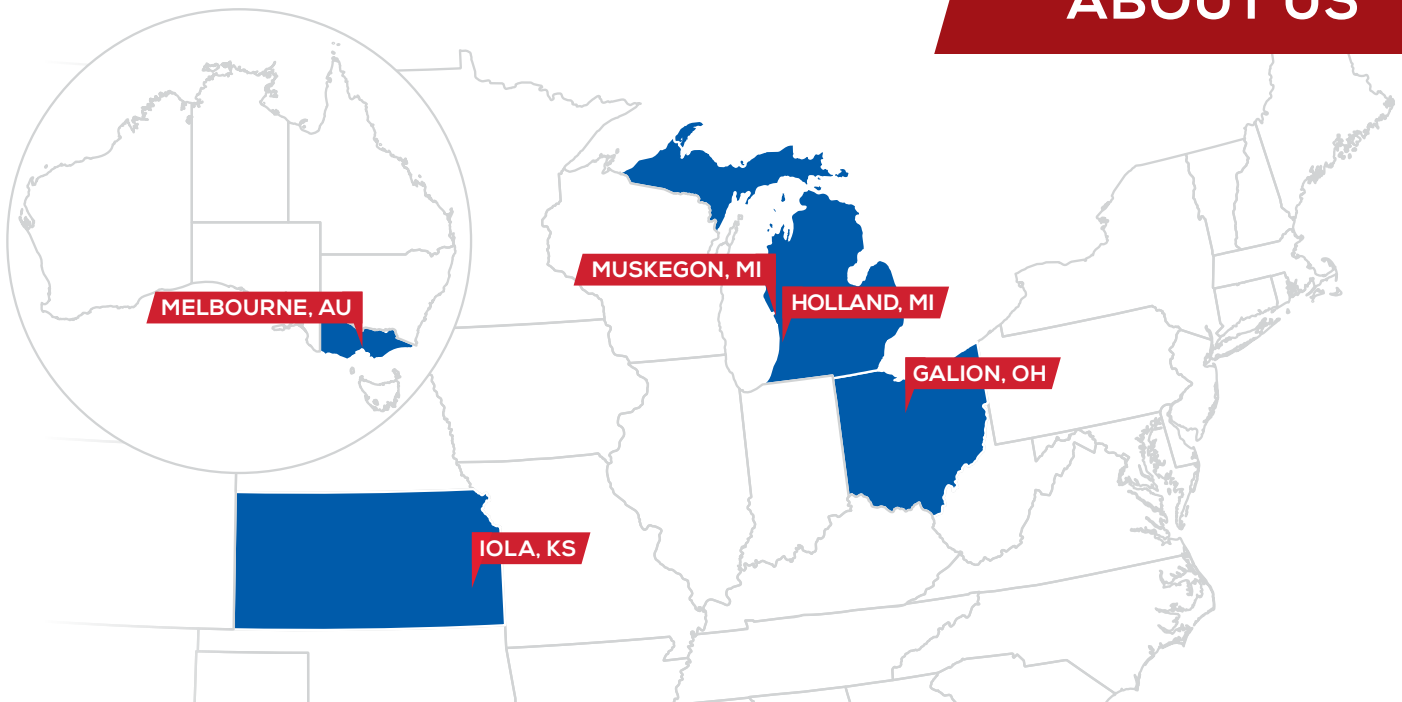 ABOUT US
MUSKEGON, MI
MELBOURNE, AU
HOLLAND, MI
GALION, OH
IOLA, KS